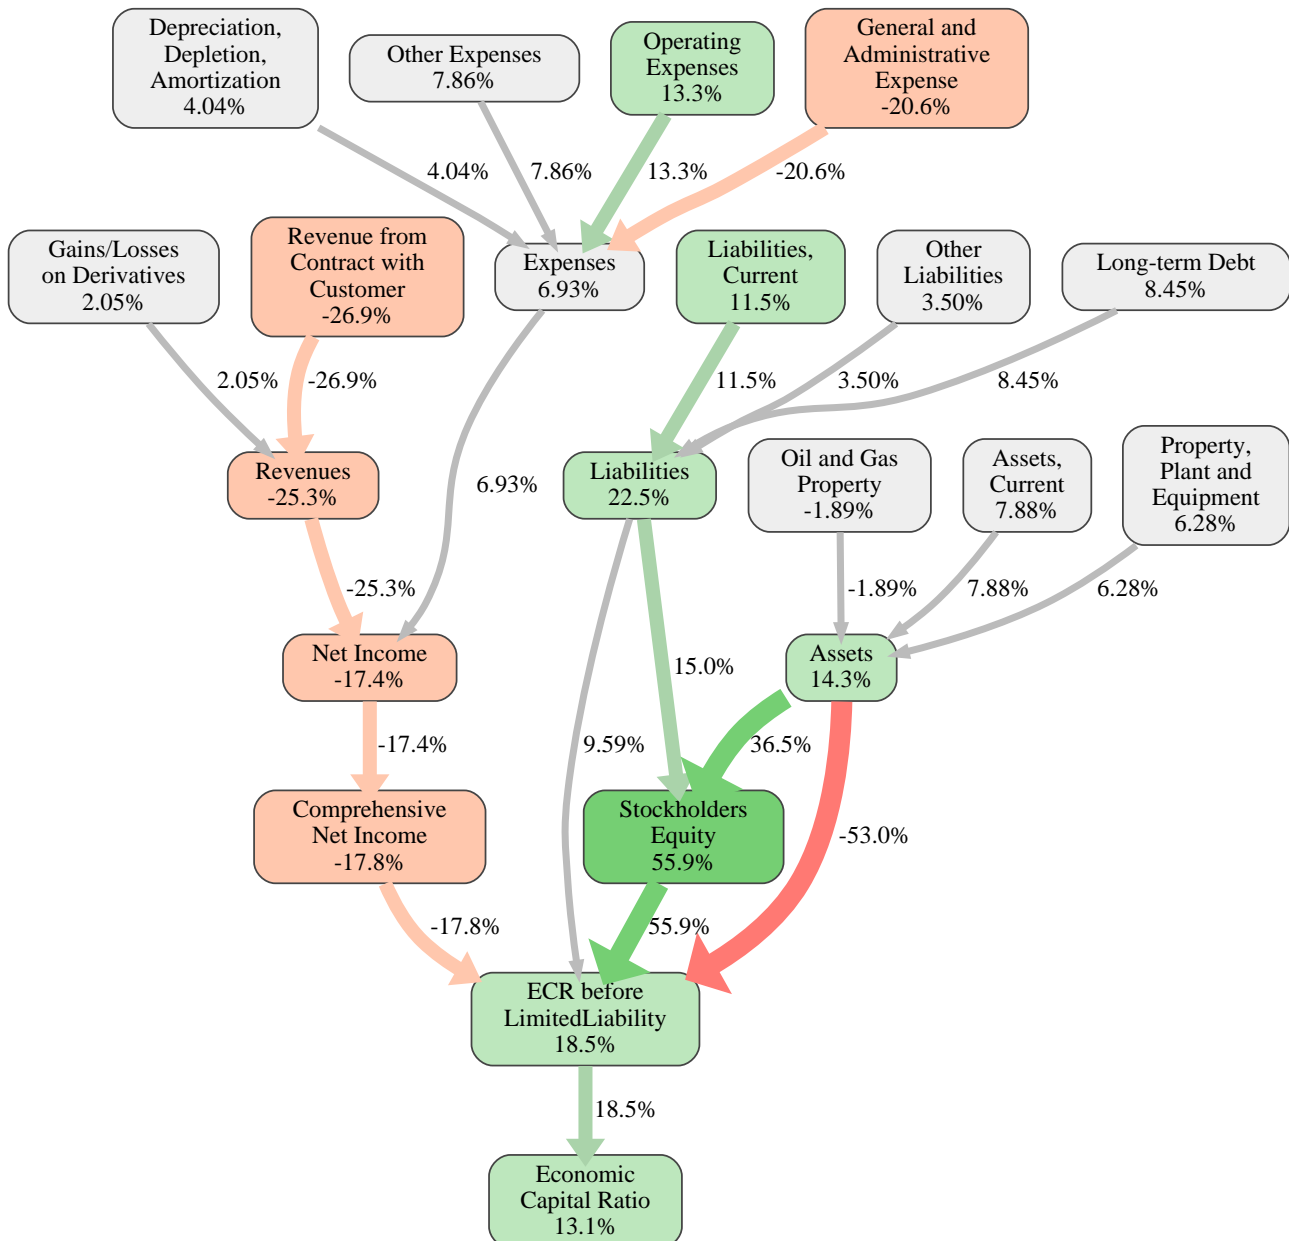 Depreciation,
Depletion,
Amortization
4.04%
Other Expenses
7.86%
Operating
Expenses
13.3%
General and
Administrative
Expense
-20.6%
4.04%
7.86%
13.3%
-20.6%
Gains/Losses
on Derivatives
2.05%
Revenue from
Contract with
Customer
-26.9%
Expenses
6.93%
Liabilities,
Current
11.5%
Other
Liabilities
3.50%
Long-term Debt
8.45%
2.05%
-26.9%
11.5%
3.50%
8.45%
Revenues
-25.3%
6.93%
Liabilities
22.5%
Oil and Gas
Property
-1.89%
Assets,
Current
7.88%
Property,
Plant and
Equipment
6.28%
-25.3%
-1.89%
7.88%
6.28%
Net Income
-17.4%
15.0%
Assets
14.3%
-17.4%
9.59%
36.5%
Comprehensive
Net Income
-17.8%
Stockholders
Equity
55.9%
-53.0%
-17.8%
55.9%
ECR before
LimitedLiability
18.5%
18.5%
Economic
Capital Ratio
13.1%